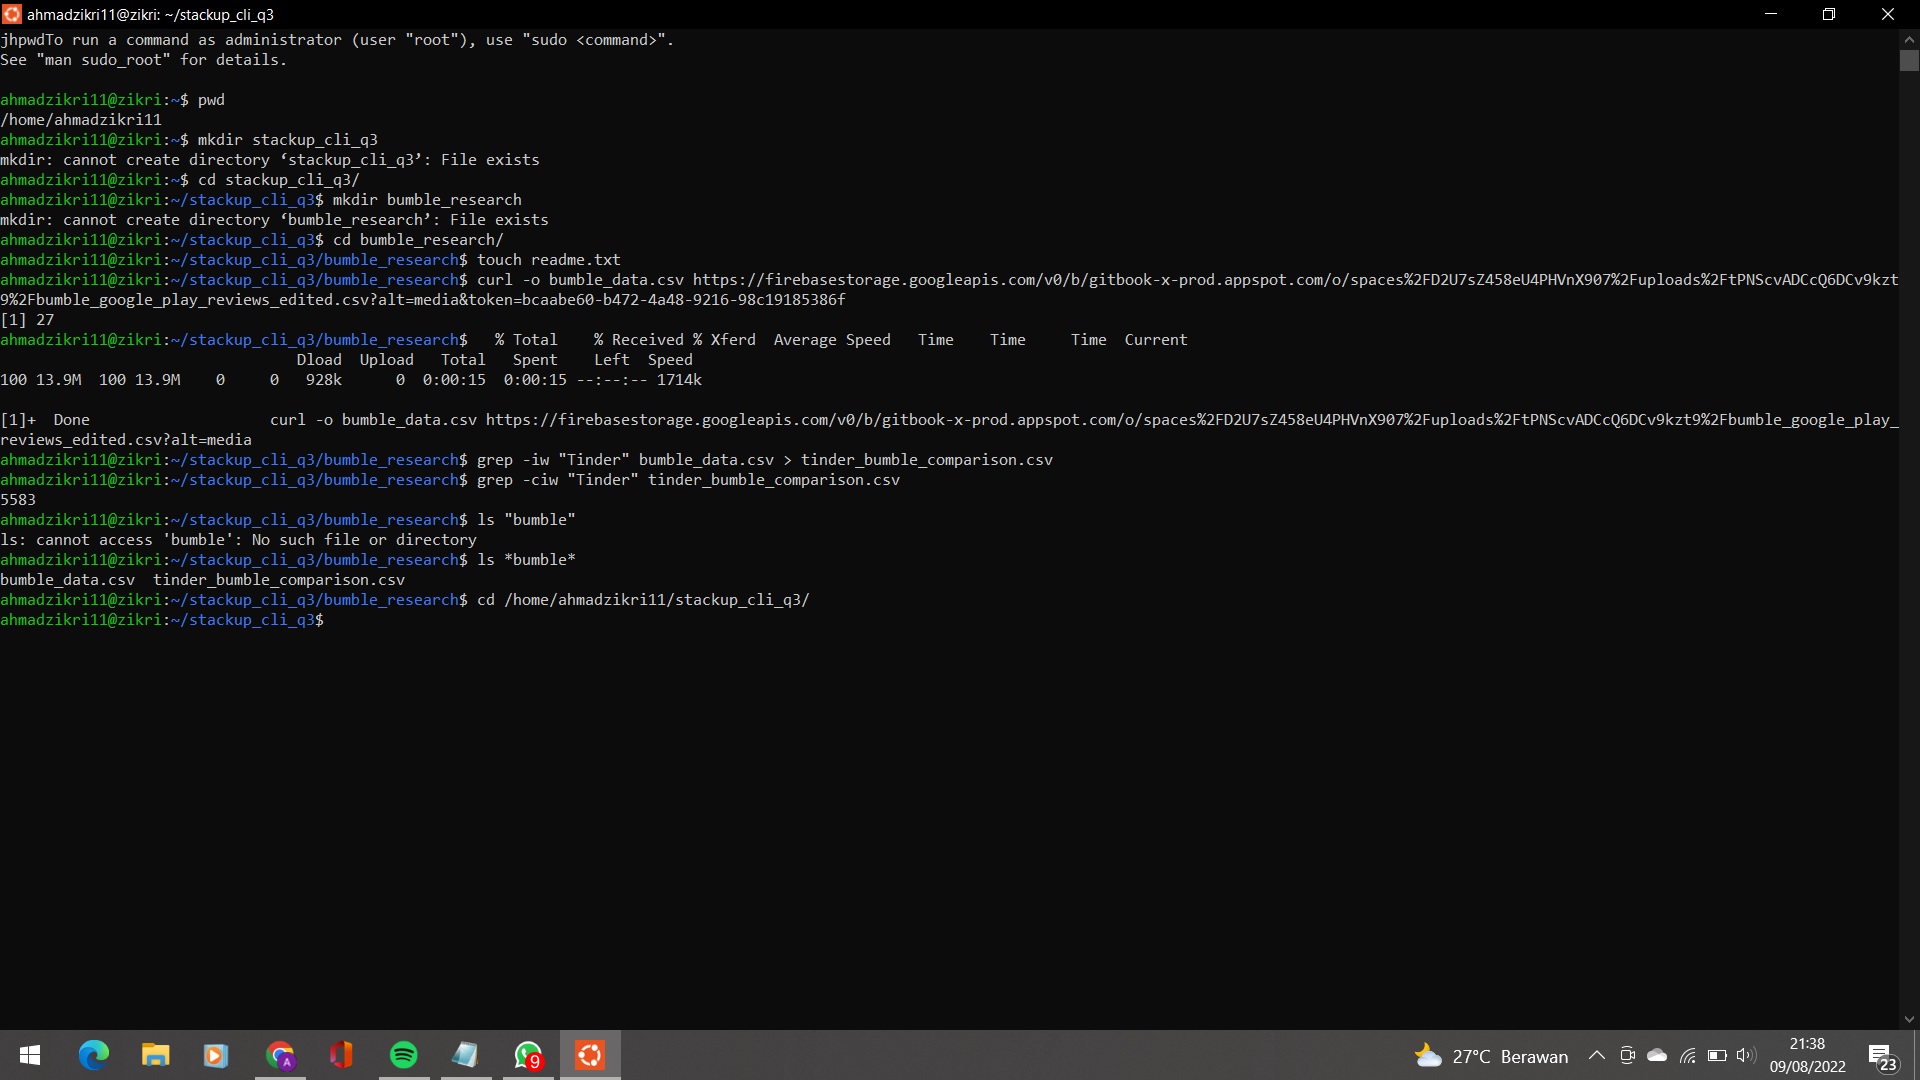 ahmadzikri11@zikri: ~/stackup_cli_q3
jhpwdTo run a command as administrator (user "root"), use "sudo <command>".
See "man sudo_root" for details.
ahmadzikri11@zikri:~$ pwd
/home/ahmadzikri11
ahmadzikri11@zikri:~$ mkdir stackup_cli_q3
mkdir: cannot create directory ‘stackup_cli_q3’: File exists
ahmadzikri11@zikri:~$ cd stackup_cli_q3/
ahmadzikri11@zikri:~/stackup_cli_q3$ mkdir bumble_research
mkdir: cannot create directory ‘bumble_research’: File exists
ahmadzikri11@zikri:~/stackup_cli_q3$ cd bumble_research/
ahmadzikri11@zikri:~/stackup_cli_q3/bumble_research$ touch readme.txt
ahmadzikri11@zikri:~/stackup_cli_q3/bumble_research$ curl -o bumble_data.csv https://firebasestorage.googleapis.com/v0/b/gitbook-x-prod.appspot.com/o/spaces%2FD2U7sZ458eU4PHVnX907%2Fuploads%2FtPNScvADCcQ6DCv9kzt
9%2Fbumble_google_play_reviews_edited.csv?alt=media&token=bcaabe60-b472-4a48-9216-98c19185386f
[1] 27
ahmadzikri11@zikri:~/stackup_cli_q3/bumble_research$   % Total    % Received % Xferd  Average Speed   Time    Time     Time  Current
                                 Dload  Upload   Total   Spent    Left  Speed
100 13.9M  100 13.9M    0     0   928k      0  0:00:15  0:00:15 --:--:-- 1714k
[1]+  Done                    curl -o bumble_data.csv https://firebasestorage.googleapis.com/v0/b/gitbook-x-prod.appspot.com/o/spaces%2FD2U7sZ458eU4PHVnX907%2Fuploads%2FtPNScvADCcQ6DCv9kzt9%2Fbumble_google_play_
reviews_edited.csv?alt=media
ahmadzikri11@zikri:~/stackup_cli_q3/bumble_research$ grep -iw "Tinder" bumble_data.csv > tinder_bumble_comparison.csv
ahmadzikri11@zikri:~/stackup_cli_q3/bumble_research$ grep -ciw "Tinder" tinder_bumble_comparison.csv
5583
ahmadzikri11@zikri:~/stackup_cli_q3/bumble_research$ ls "bumble"
ls: cannot access 'bumble': No such file or directory
ahmadzikri11@zikri:~/stackup_cli_q3/bumble_research$ ls *bumble*
bumble_data.csv  tinder_bumble_comparison.csv
ahmadzikri11@zikri:~/stackup_cli_q3/bumble_research$ cd /home/ahmadzikri11/stackup_cli_q3/
ahmadzikri11@zikri:~/stackup_cli_q3$
A
9
27°C Berawan
21:38
09/08/2022
23